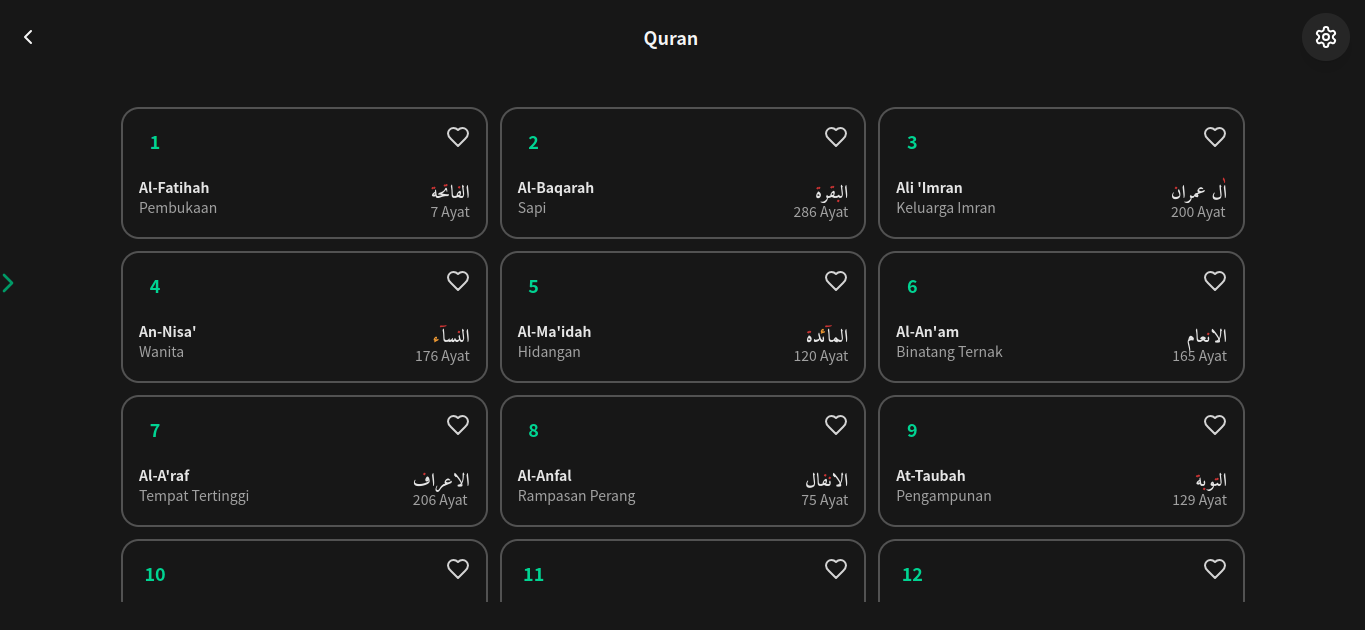 Quran
1
Al-Fatihah
الفاتحة
Pembukaan
7 Ayat
2
Al-Baqarah
البقرة
Sapi
286 Ayat
3
Ali 'Imran
اٰل عمران
Keluarga Imran
200 Ayat
4
An-Nisa'
النساۤء
Wanita
176 Ayat
5
Al-Ma'idah
الماۤئدة
Hidangan
120 Ayat
6
Al-An'am
الانعام
Binatang Ternak
165 Ayat
7
Al-A'raf
الاعراف
Tempat Tertinggi
206 Ayat
8
Al-Anfal
الانفال
Rampasan Perang
75 Ayat
9
At-Taubah
التوبة
Pengampunan
129 Ayat
10
11
12